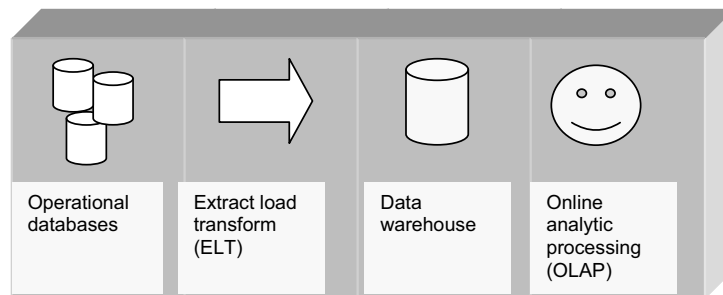 Operational
databases
Extract load
transform
(ELT)
Data
warehouse
Online
analytic
processing
(OLAP)